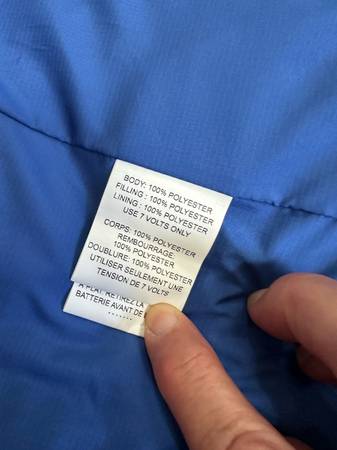 BODY: 100% POLYESTER
FILLING : 100% POLYESTER
LINING : 100% POLYESTER
USE 7 VOLTS ONLY
CORPS: 100% POLYESTER
REMBOURRAGE:
100% POLYESTER
DOUBLURE: 100% POLYESTER
UTILISER SEULEMENT UNE
TENSION DE 7 VOLTS
À PLAT RETIREZ LA
BATTERIE AVANT DE